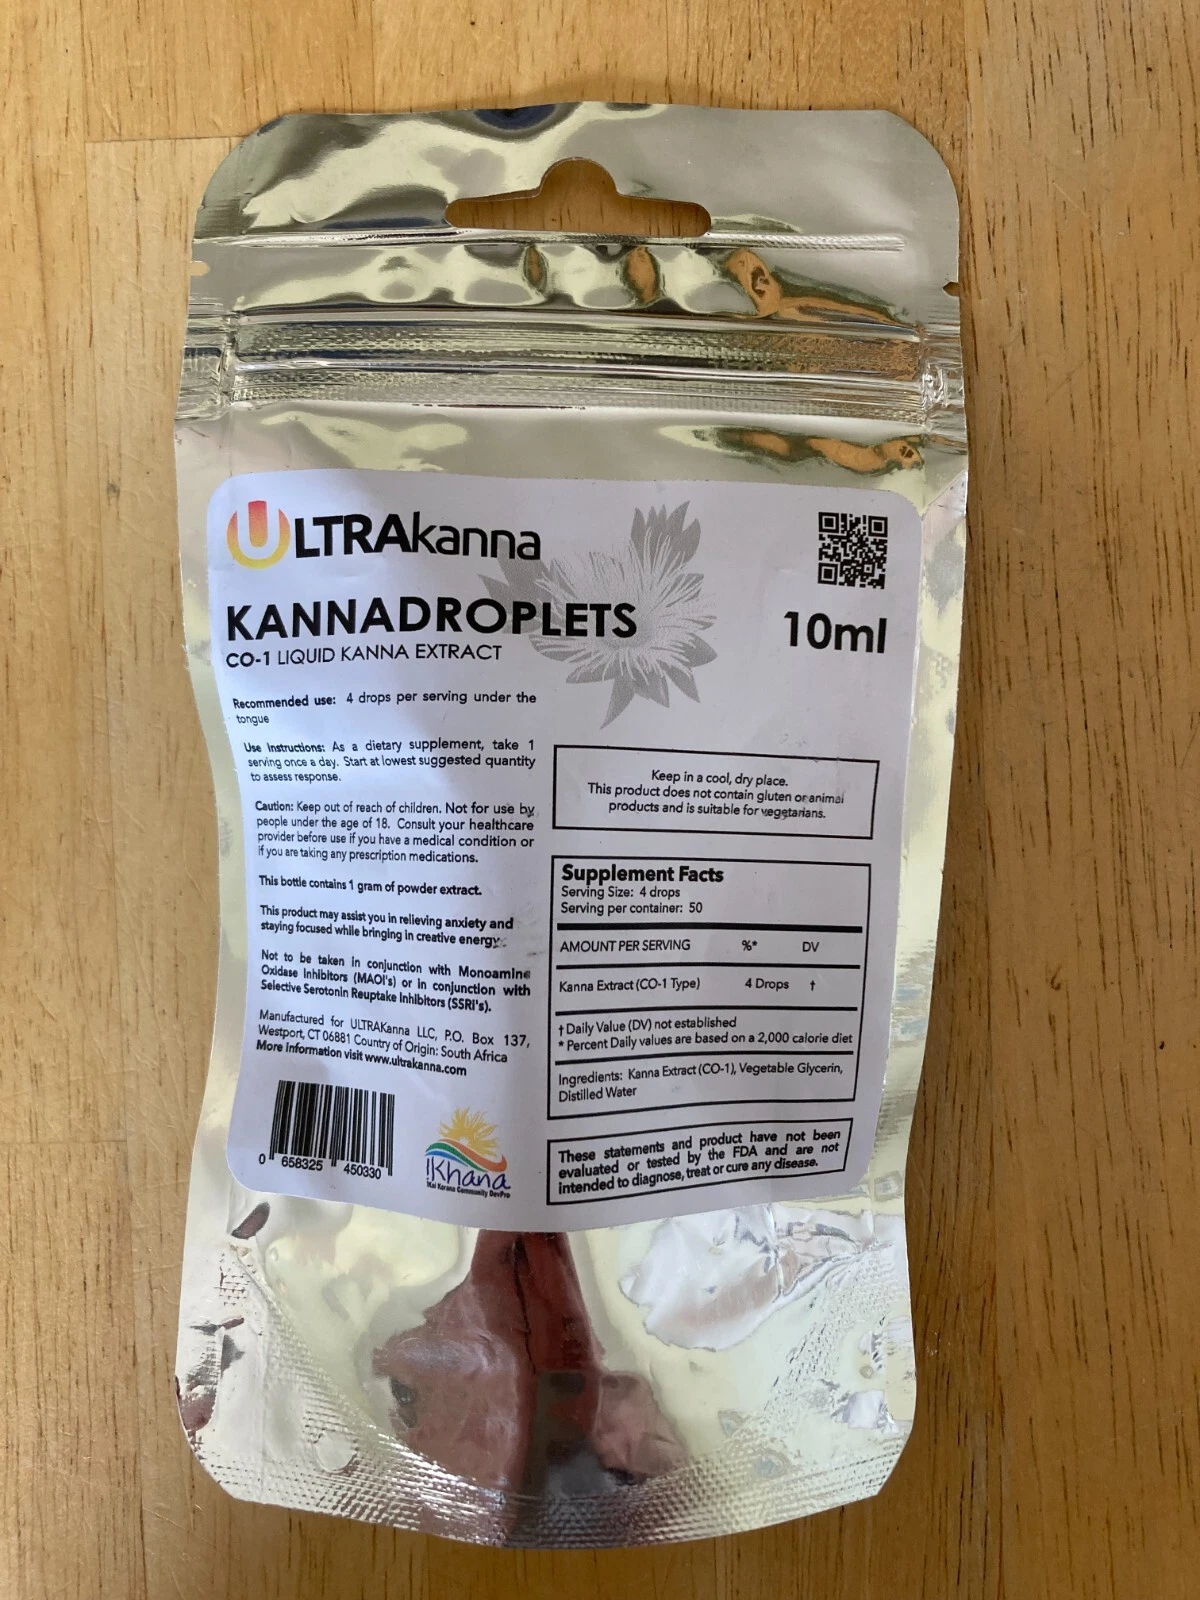 ULTRAkanna
KANNADROPLETS
CO-1 LIQUID KANNA EXTRACT
10ml
Recommended use: 4 drops per serving under the
tongue
Use Instructions: As a dietary supplement, take 1
serving once a day. Start at lowest suggested quantity
to assess response.
Caution: Keep out of reach of children. Not for use by
people under the age of 18. Consult your healthcare
provider before use if you have a medical condition or
if you are taking any prescription medications.
This bottle contains 1 gram of powder extract.
This product may assist you in relieving anxiety and
staying focused while bringing in creative energy.
Not to be taken in conjunction with Monoamine
Oxidase Inhibitors (MAOI's) or in conjunction with
Selective Serotonin Reuptake Inhibitors (SSRI's).
Manufactured for ULTRAKanna LLC, P.O. Box 137,
Westport, CT 06881 Country of Origin: South Africa
More Information visit www.ultrakanna.com
0 658325 450330
!Khana
Nai Korana Community DevPro
Keep in a cool, dry place.
This product does not contain gluten or animal
products and is suitable for vegetarians.
Supplement Facts
Serving Size: 4 drops
Serving per container: 50
AMOUNT PER SERVING %* DV
Kanna Extract (CO-1 Type) 4 Drops †
† Daily Value (DV) not established
* Percent Daily values are based on a 2,000 calorie diet
Ingredients: Kanna Extract (CO-1), Vegetable Glycerin,
Distilled Water
These statements and product have not been
evaluated or tested by the FDA and are not
intended to diagnose, treat or cure any disease.